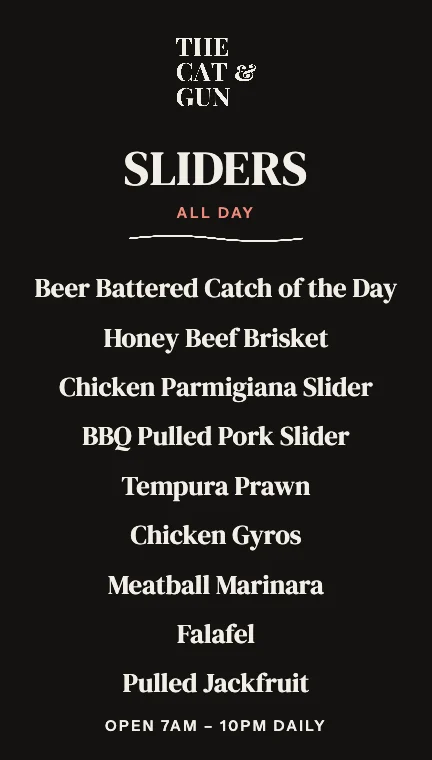 THE
CAT &
GUN
SLIDERS
ALL DAY
Beer Battered Catch of the Day
Honey Beef Brisket
Chicken Parmigiana Slider
BBQ Pulled Pork Slider
Tempura Prawn
Chicken Gyros
Meatball Marinara
Falafel
Pulled Jackfruit
OPEN 7AM – 10PM DAILY